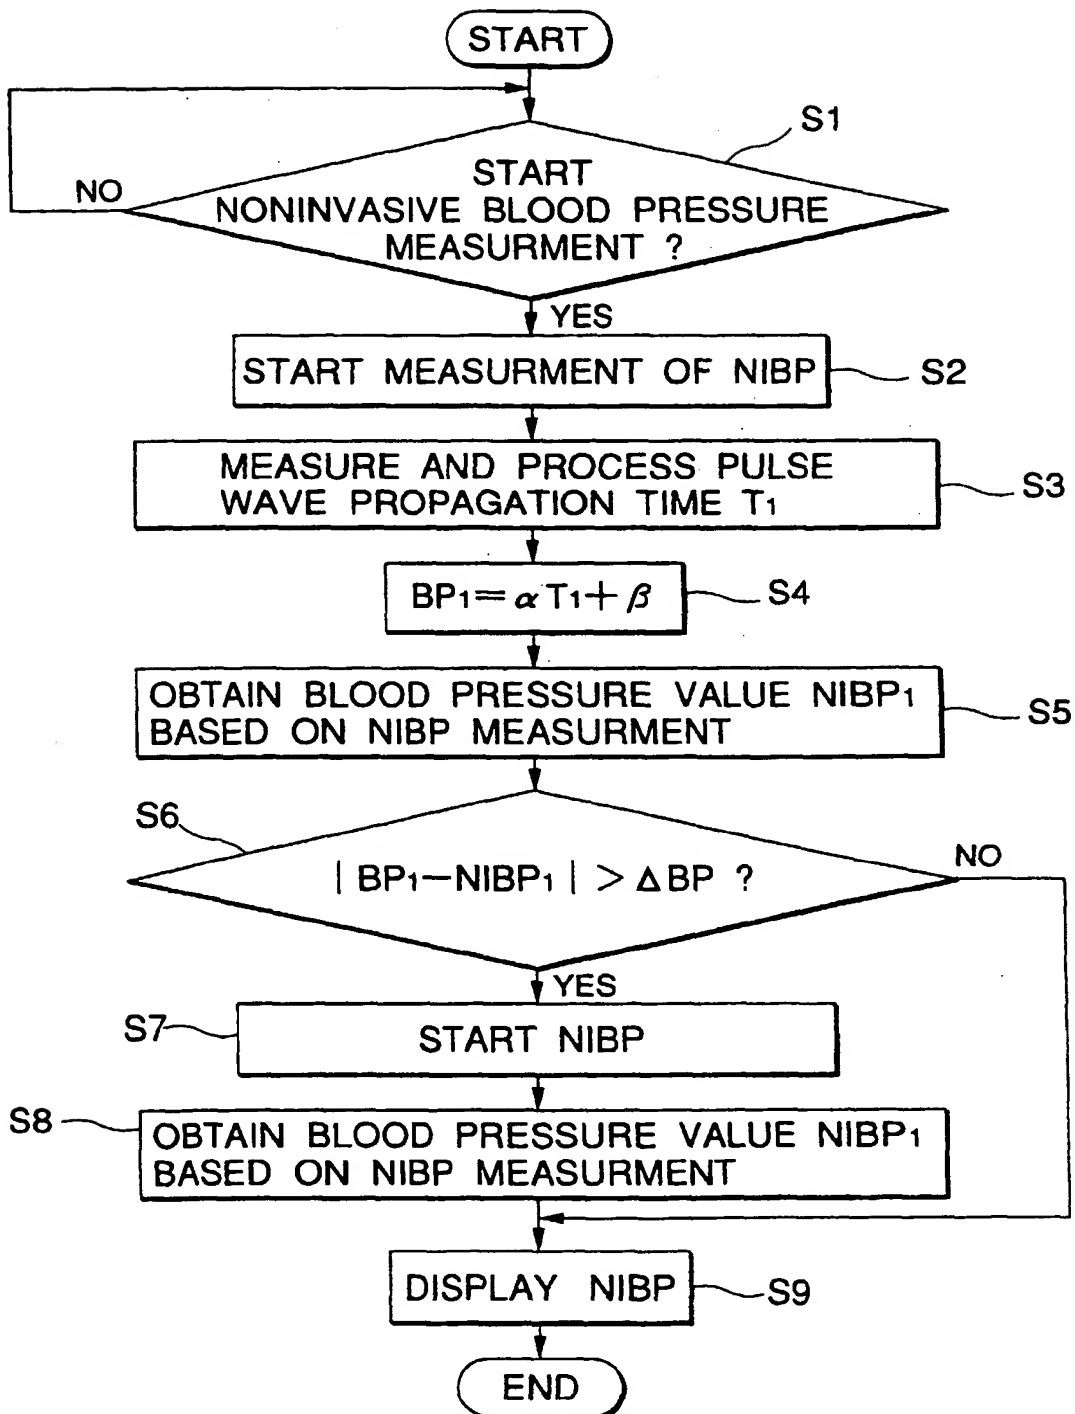 START
S1
NO
START
NONINVASIVE BLOOD PRESSURE
MEASURMENT ?
YES
START MEASURMENT OF NIBP
S2
MEASURE AND PROCESS PULSE
WAVE PROPAGATION TIME T1
S3
BP1=αT1+β
S4
OBTAIN BLOOD PRESSURE VALUE NIBP1
BASED ON NIBP MEASURMENT
S5
S6
| BP1−NIBP1 | > ΔBP ?
NO
YES
S7
START NIBP
S8
OBTAIN BLOOD PRESSURE VALUE NIBP1
BASED ON NIBP MEASURMENT
DISPLAY NIBP
S9
END